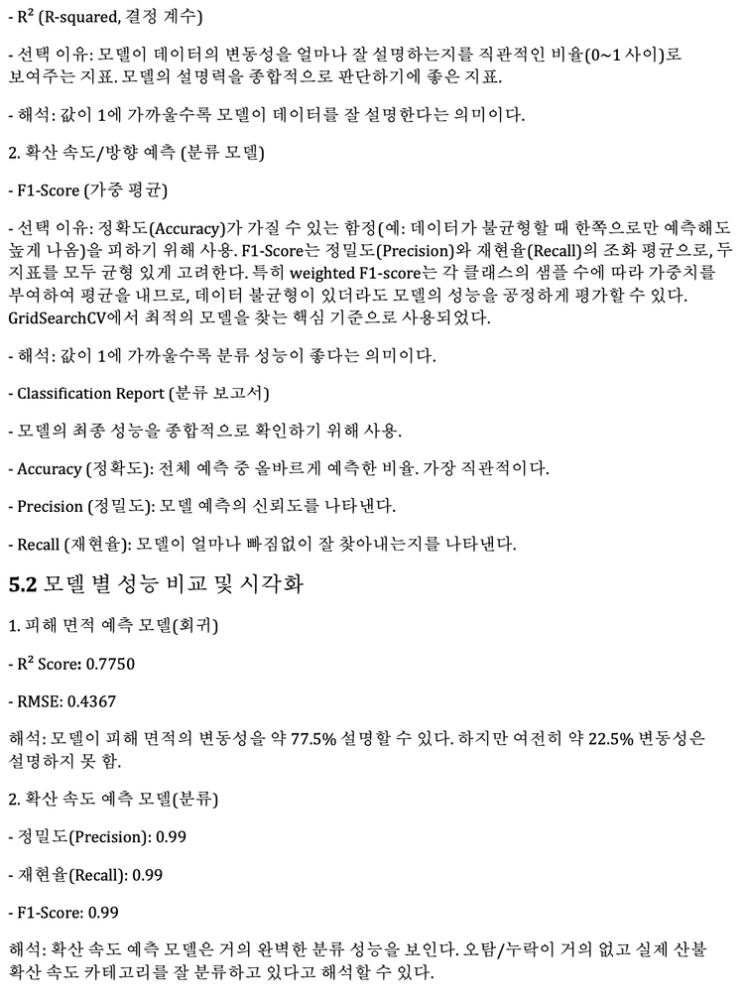 - R² (R-squared, 결정 계수)
- 선택 이유: 모델이 데이터의 변동성을 얼마나 잘 설명하는지를 직관적인 비율(0~1 사이)로
보여주는 지표. 모델의 설명력을 종합적으로 판단하기에 좋은 지표.
- 해석: 값이 1에 가까울수록 모델이 데이터를 잘 설명한다는 의미이다.
2. 확산 속도/방향 예측 (분류 모델)
- F1-Score (가중 평균)
- 선택 이유: 정확도(Accuracy)가 가질 수 있는 함정(예: 데이터가 불균형할 때 한쪽으로만 예측해도
높게 나옴)을 피하기 위해 사용. F1-Score는 정밀도(Precision)와 재현율(Recall)의 조화 평균으로, 두
지표를 모두 균형 있게 고려한다. 특히 weighted F1-score는 각 클래스의 샘플 수에 따라 가중치를
부여하여 평균을 내므로, 데이터 불균형이 있더라도 모델의 성능을 공정하게 평가할 수 있다.
GridSearchCV에서 최적의 모델을 찾는 핵심 기준으로 사용되었다.
- 해석: 값이 1에 가까울수록 분류 성능이 좋다는 의미이다.
- Classification Report (분류 보고서)
- 모델의 최종 성능을 종합적으로 확인하기 위해 사용.
- Accuracy (정확도): 전체 예측 중 올바르게 예측한 비율. 가장 직관적이다.
- Precision (정밀도): 모델 예측의 신뢰도를 나타낸다.
- Recall (재현율): 모델이 얼마나 빠짐없이 잘 찾아내는지를 나타낸다.
5.2 모델 별 성능 비교 및 시각화
1. 피해 면적 예측 모델(회귀)
- R² Score: 0.7750
- RMSE: 0.4367
해석: 모델이 피해 면적의 변동성을 약 77.5% 설명할 수 있다. 하지만 여전히 약 22.5% 변동성은
설명하지 못 함.
2. 확산 속도 예측 모델(분류)
- 정밀도(Precision): 0.99
- 재현율(Recall): 0.99
- F1-Score: 0.99
해석: 확산 속도 예측 모델은 거의 완벽한 분류 성능을 보인다. 오탐/누락이 거의 없고 실제 산불
확산 속도 카테고리를 잘 분류하고 있다고 해석할 수 있다.